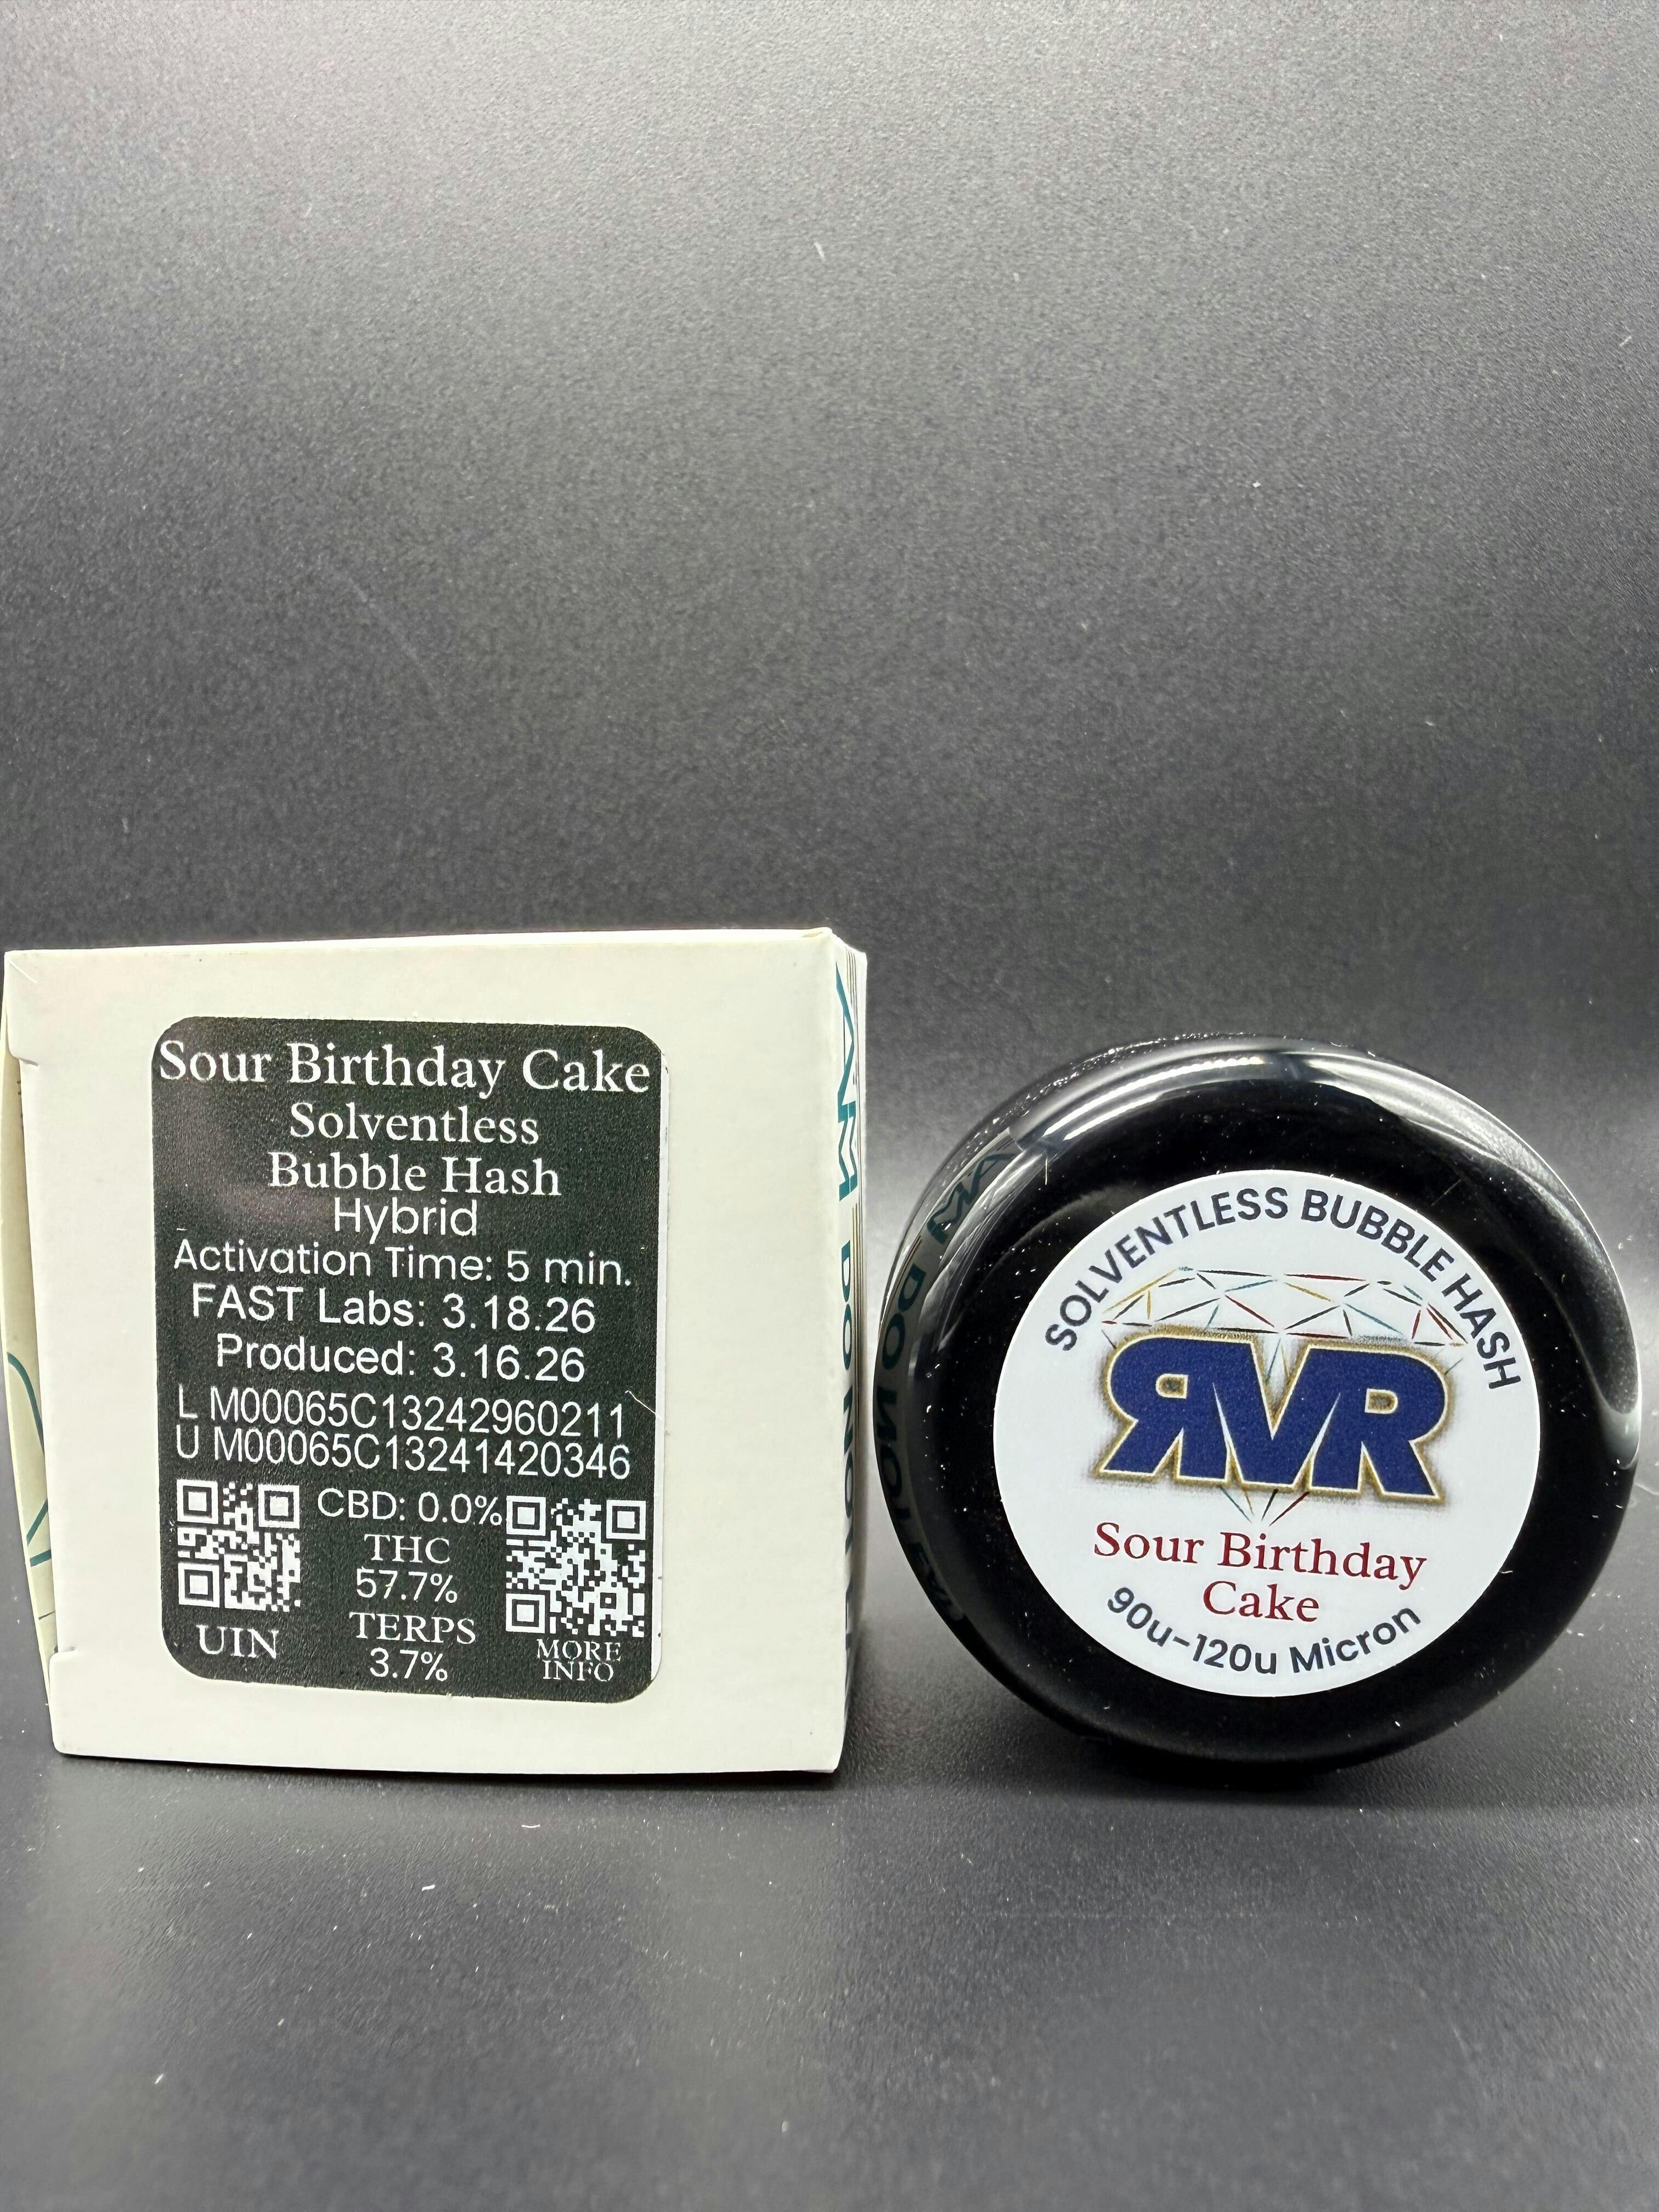 Sour Birthday Cake
Solventless
Bubble Hash
Hybrid
Activation Time: 5 min.
FAST Labs: 3.18.26
Produced: 3.16.26
L M00065C13242960211
U M00065C13241420346
CBD: 0.0%
THC
57.7%
TERPS
3.7%
UIN
MORE
INFO
SOLVENTLESS BUBBLE HASH
RVR
Sour Birthday
Cake
90u-120u Micron